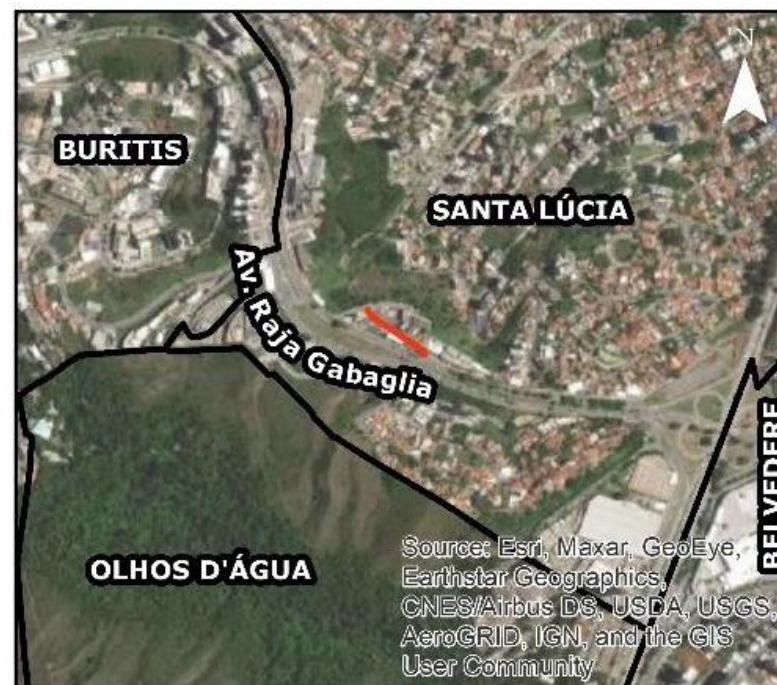 N
BURITIS
SANTA LÚCIA
Av. Raja Gabaglia
BELVEDERE
OLHOS D'ÁGUA
Source: Esri, Maxar, GeoEye,
Earthstar Geographics,
CNES/Airbus DS, USDA, USGS,
AeroGRID, IGN, and the GIS
User Community